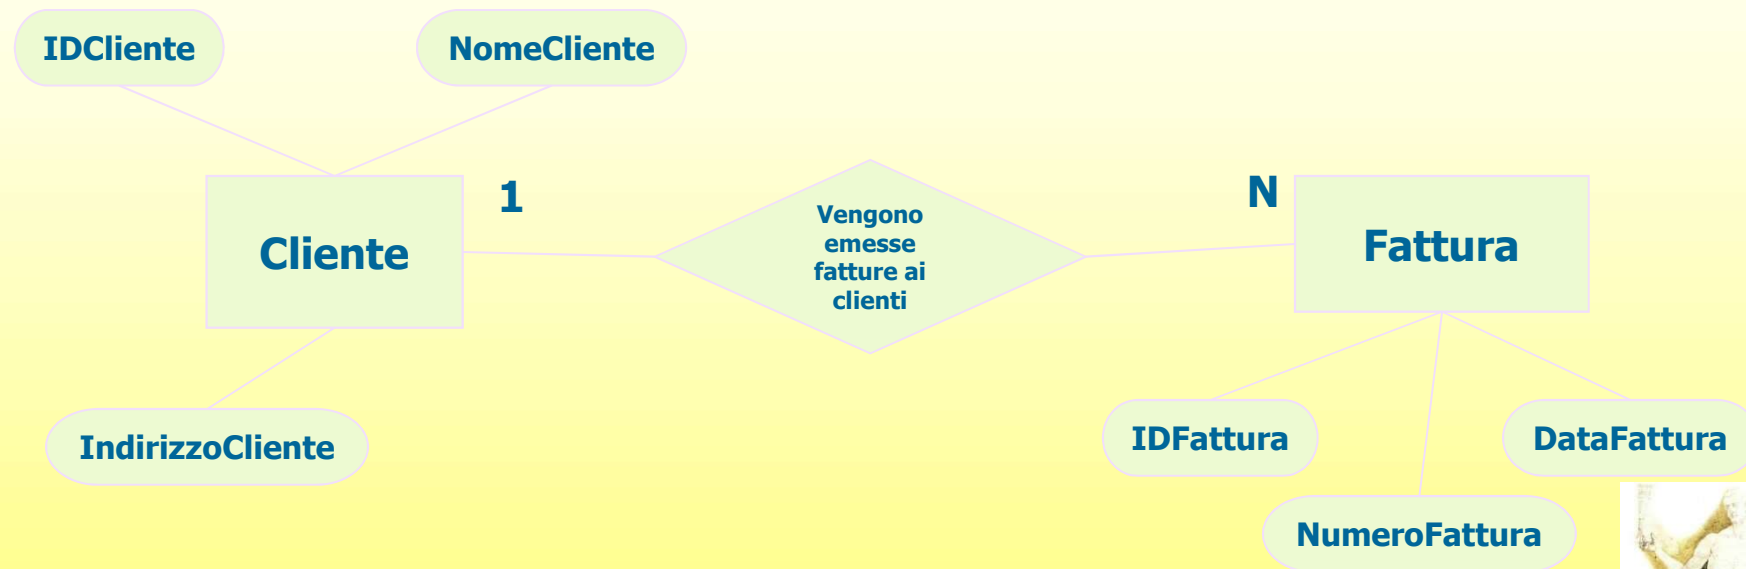 IDCliente
NomeCliente
1
N
Cliente
Vengono
emesse
fatture ai
clienti
Fattura
IndirizzoCliente
IDFattura
DataFattura
NumeroFattura